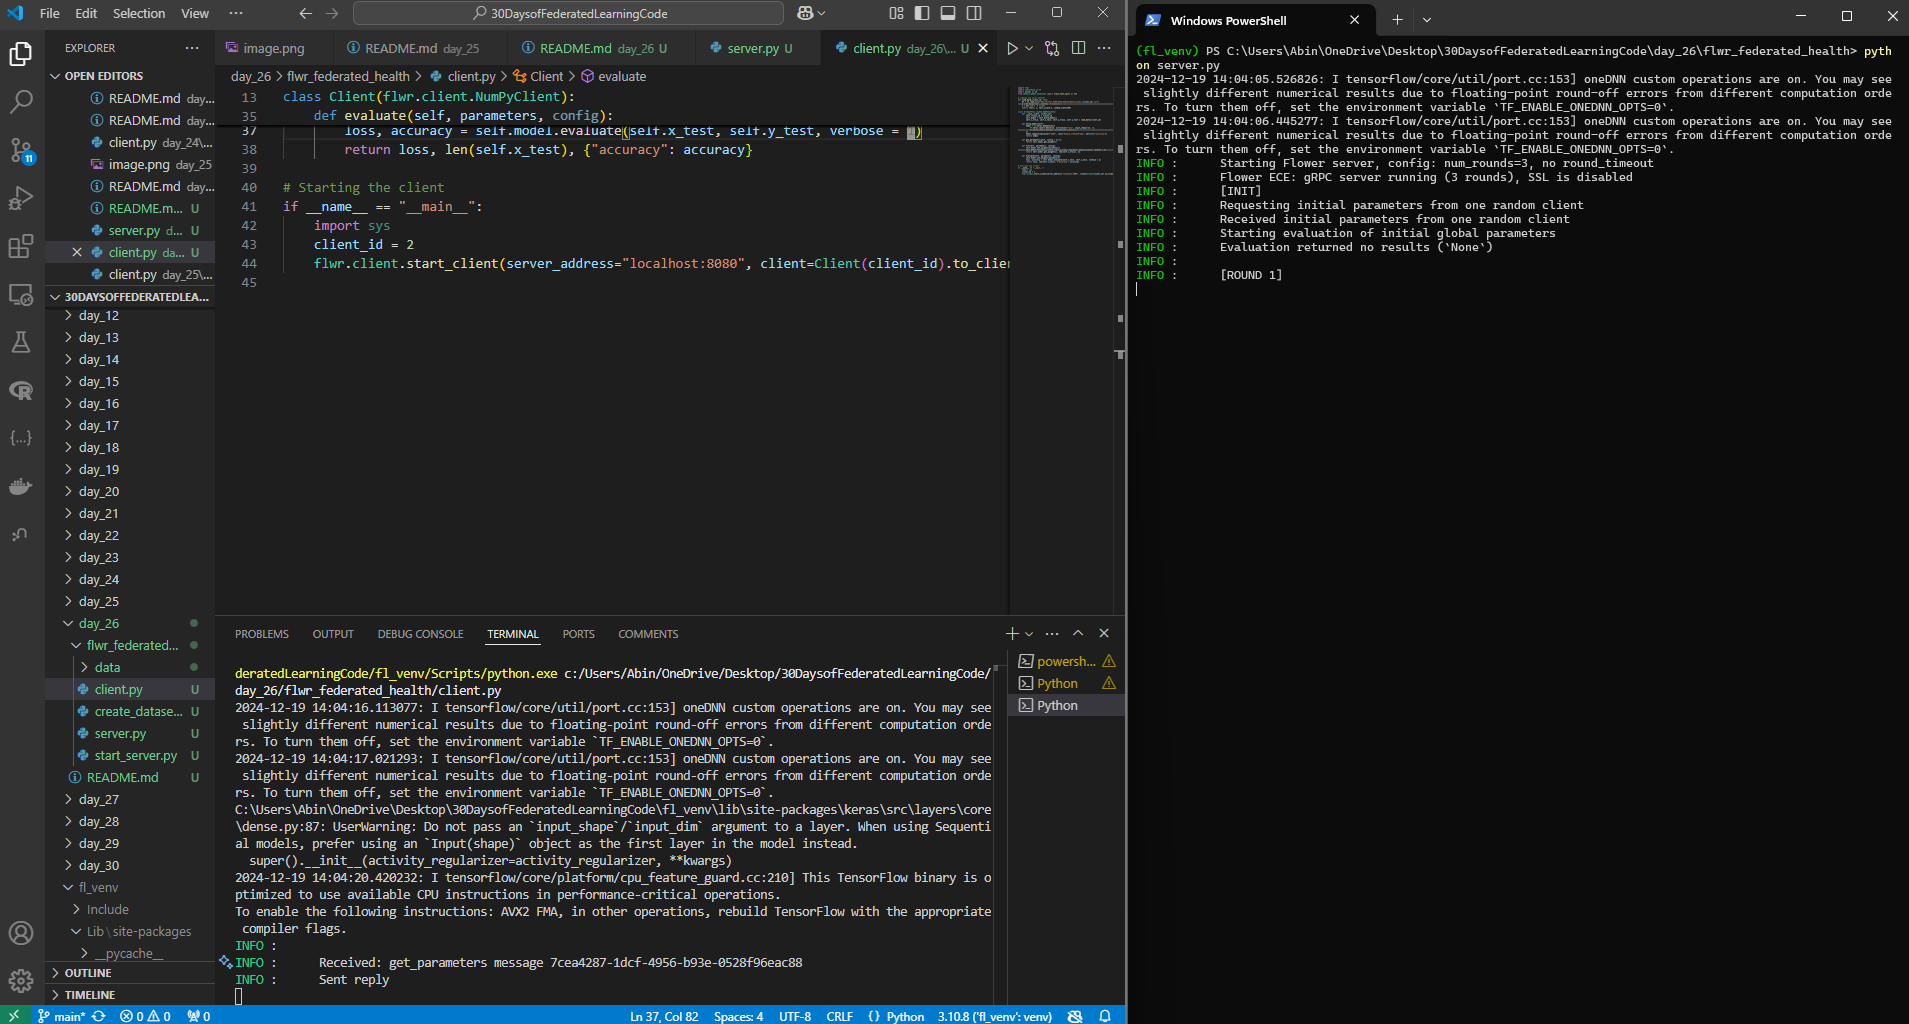 File Edit Selection View ··· 30DaysofFederatedLearningCode
EXPLORER ···
OPEN EDITORS
README.md day...
README.md day...
client.py day_24\...
image.png day_25
README.md day...
README.m... U
server.py d... U
client.py da... U
client.py day_25\...
30DAYSOFFEDERATEDLEA...
day_12
day_13
day_14
day_15
day_16
day_17
day_18
day_19
day_20
day_21
day_22
day_23
day_24
day_25
day_26
flwr_federated...
data
client.py U
create_datase... U
server.py U
start_server.py U
README.md U
day_27
day_28
day_29
day_30
fl_venv
Include
Lib\site-packages
__pycache__
OUTLINE
TIMELINE
11
image.png README.md day_25 README.md day_26 U server.py U client.py day_26\... U
day_26 > flwr_federated_health > client.py > Client > evaluate
13 class Client(flwr.client.NumPyClient):
35 def evaluate(self, parameters, config):
37 loss, accuracy = self.model.evaluate(self.x_test, self.y_test, verbose = )
38 return loss, len(self.x_test), {"accuracy": accuracy}
39
40 # Starting the client
41 if __name__ == "__main__":
42 import sys
43 client_id = 2
44 flwr.client.start_client(server_address="localhost:8080", client=Client(client_id).to_clie
45
PROBLEMS OUTPUT DEBUG CONSOLE TERMINAL PORTS COMMENTS
powersh...
Python
Python
deratedLearningCode/fl_venv/Scripts/python.exe c:/Users/Abin/OneDrive/Desktop/30DaysofFederatedLearningCode/
day_26/flwr_federated_health/client.py
2024-12-19 14:04:16.113077: I tensorflow/core/util/port.cc:153] oneDNN custom operations are on. You may see
slightly different numerical results due to floating-point round-off errors from different computation orde
rs. To turn them off, set the environment variable `TF_ENABLE_ONEDNN_OPTS=0`.
2024-12-19 14:04:17.021293: I tensorflow/core/util/port.cc:153] oneDNN custom operations are on. You may see
slightly different numerical results due to floating-point round-off errors from different computation orde
rs. To turn them off, set the environment variable `TF_ENABLE_ONEDNN_OPTS=0`.
C:\Users\Abin\OneDrive\Desktop\30DaysofFederatedLearningCode\fl_venv\lib\site-packages\keras\src\layers\core
\dense.py:87: UserWarning: Do not pass an `input_shape`/`input_dim` argument to a layer. When using Sequenti
al models, prefer using an `Input(shape)` object as the first layer in the model instead.
super().__init__(activity_regularizer=activity_regularizer, **kwargs)
2024-12-19 14:04:20.420232: I tensorflow/core/platform/cpu_feature_guard.cc:210] This TensorFlow binary is o
ptimized to use available CPU instructions in performance-critical operations.
To enable the following instructions: AVX2 FMA, in other operations, rebuild TensorFlow with the appropriate
compiler flags.
INFO :
INFO : Received: get_parameters message 7cea4287-1dcf-4956-b93e-0528f96eac88
INFO : Sent reply
main* 0 0 0 Ln 37, Col 82 Spaces: 4 UTF-8 CRLF {} Python 3.10.8 ('fl_venv': venv)
Windows PowerShell
(fl_venv) PS C:\Users\Abin\OneDrive\Desktop\30DaysofFederatedLearningCode\day_26\flwr_federated_health> pyth
on server.py
2024-12-19 14:04:05.526826: I tensorflow/core/util/port.cc:153] oneDNN custom operations are on. You may see
slightly different numerical results due to floating-point round-off errors from different computation orde
rs. To turn them off, set the environment variable `TF_ENABLE_ONEDNN_OPTS=0`.
2024-12-19 14:04:06.445277: I tensorflow/core/util/port.cc:153] oneDNN custom operations are on. You may see
slightly different numerical results due to floating-point round-off errors from different computation orde
rs. To turn them off, set the environment variable `TF_ENABLE_ONEDNN_OPTS=0`.
INFO : Starting Flower server, config: num_rounds=3, no round_timeout
INFO : Flower ECE: gRPC server running (3 rounds), SSL is disabled
INFO : [INIT]
INFO : Requesting initial parameters from one random client
INFO : Received initial parameters from one random client
INFO : Starting evaluation of initial global parameters
INFO : Evaluation returned no results (`None`)
INFO :
INFO : [ROUND 1]